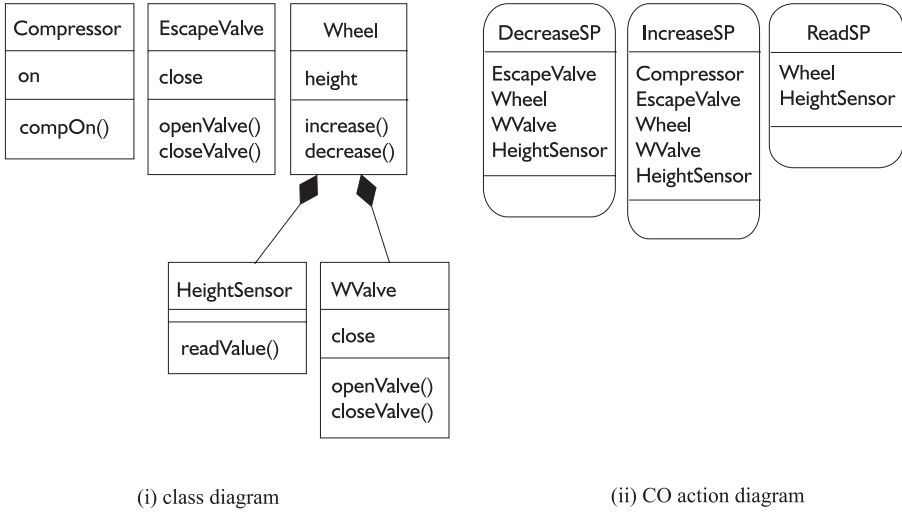 Compressor
on
compOn()
EscapeValve
close
openValve()
closeValve()
Wheel
height
increase()
decrease()
HeightSensor
readValue()
WValve
close
openValve()
closeValve()
(i) class diagram
DecreaseSP
EscapeValve
Wheel
WValve
HeightSensor
IncreaseSP
Compressor
EscapeValve
Wheel
WValve
HeightSensor
ReadSP
Wheel
HeightSensor
(ii) CO action diagram